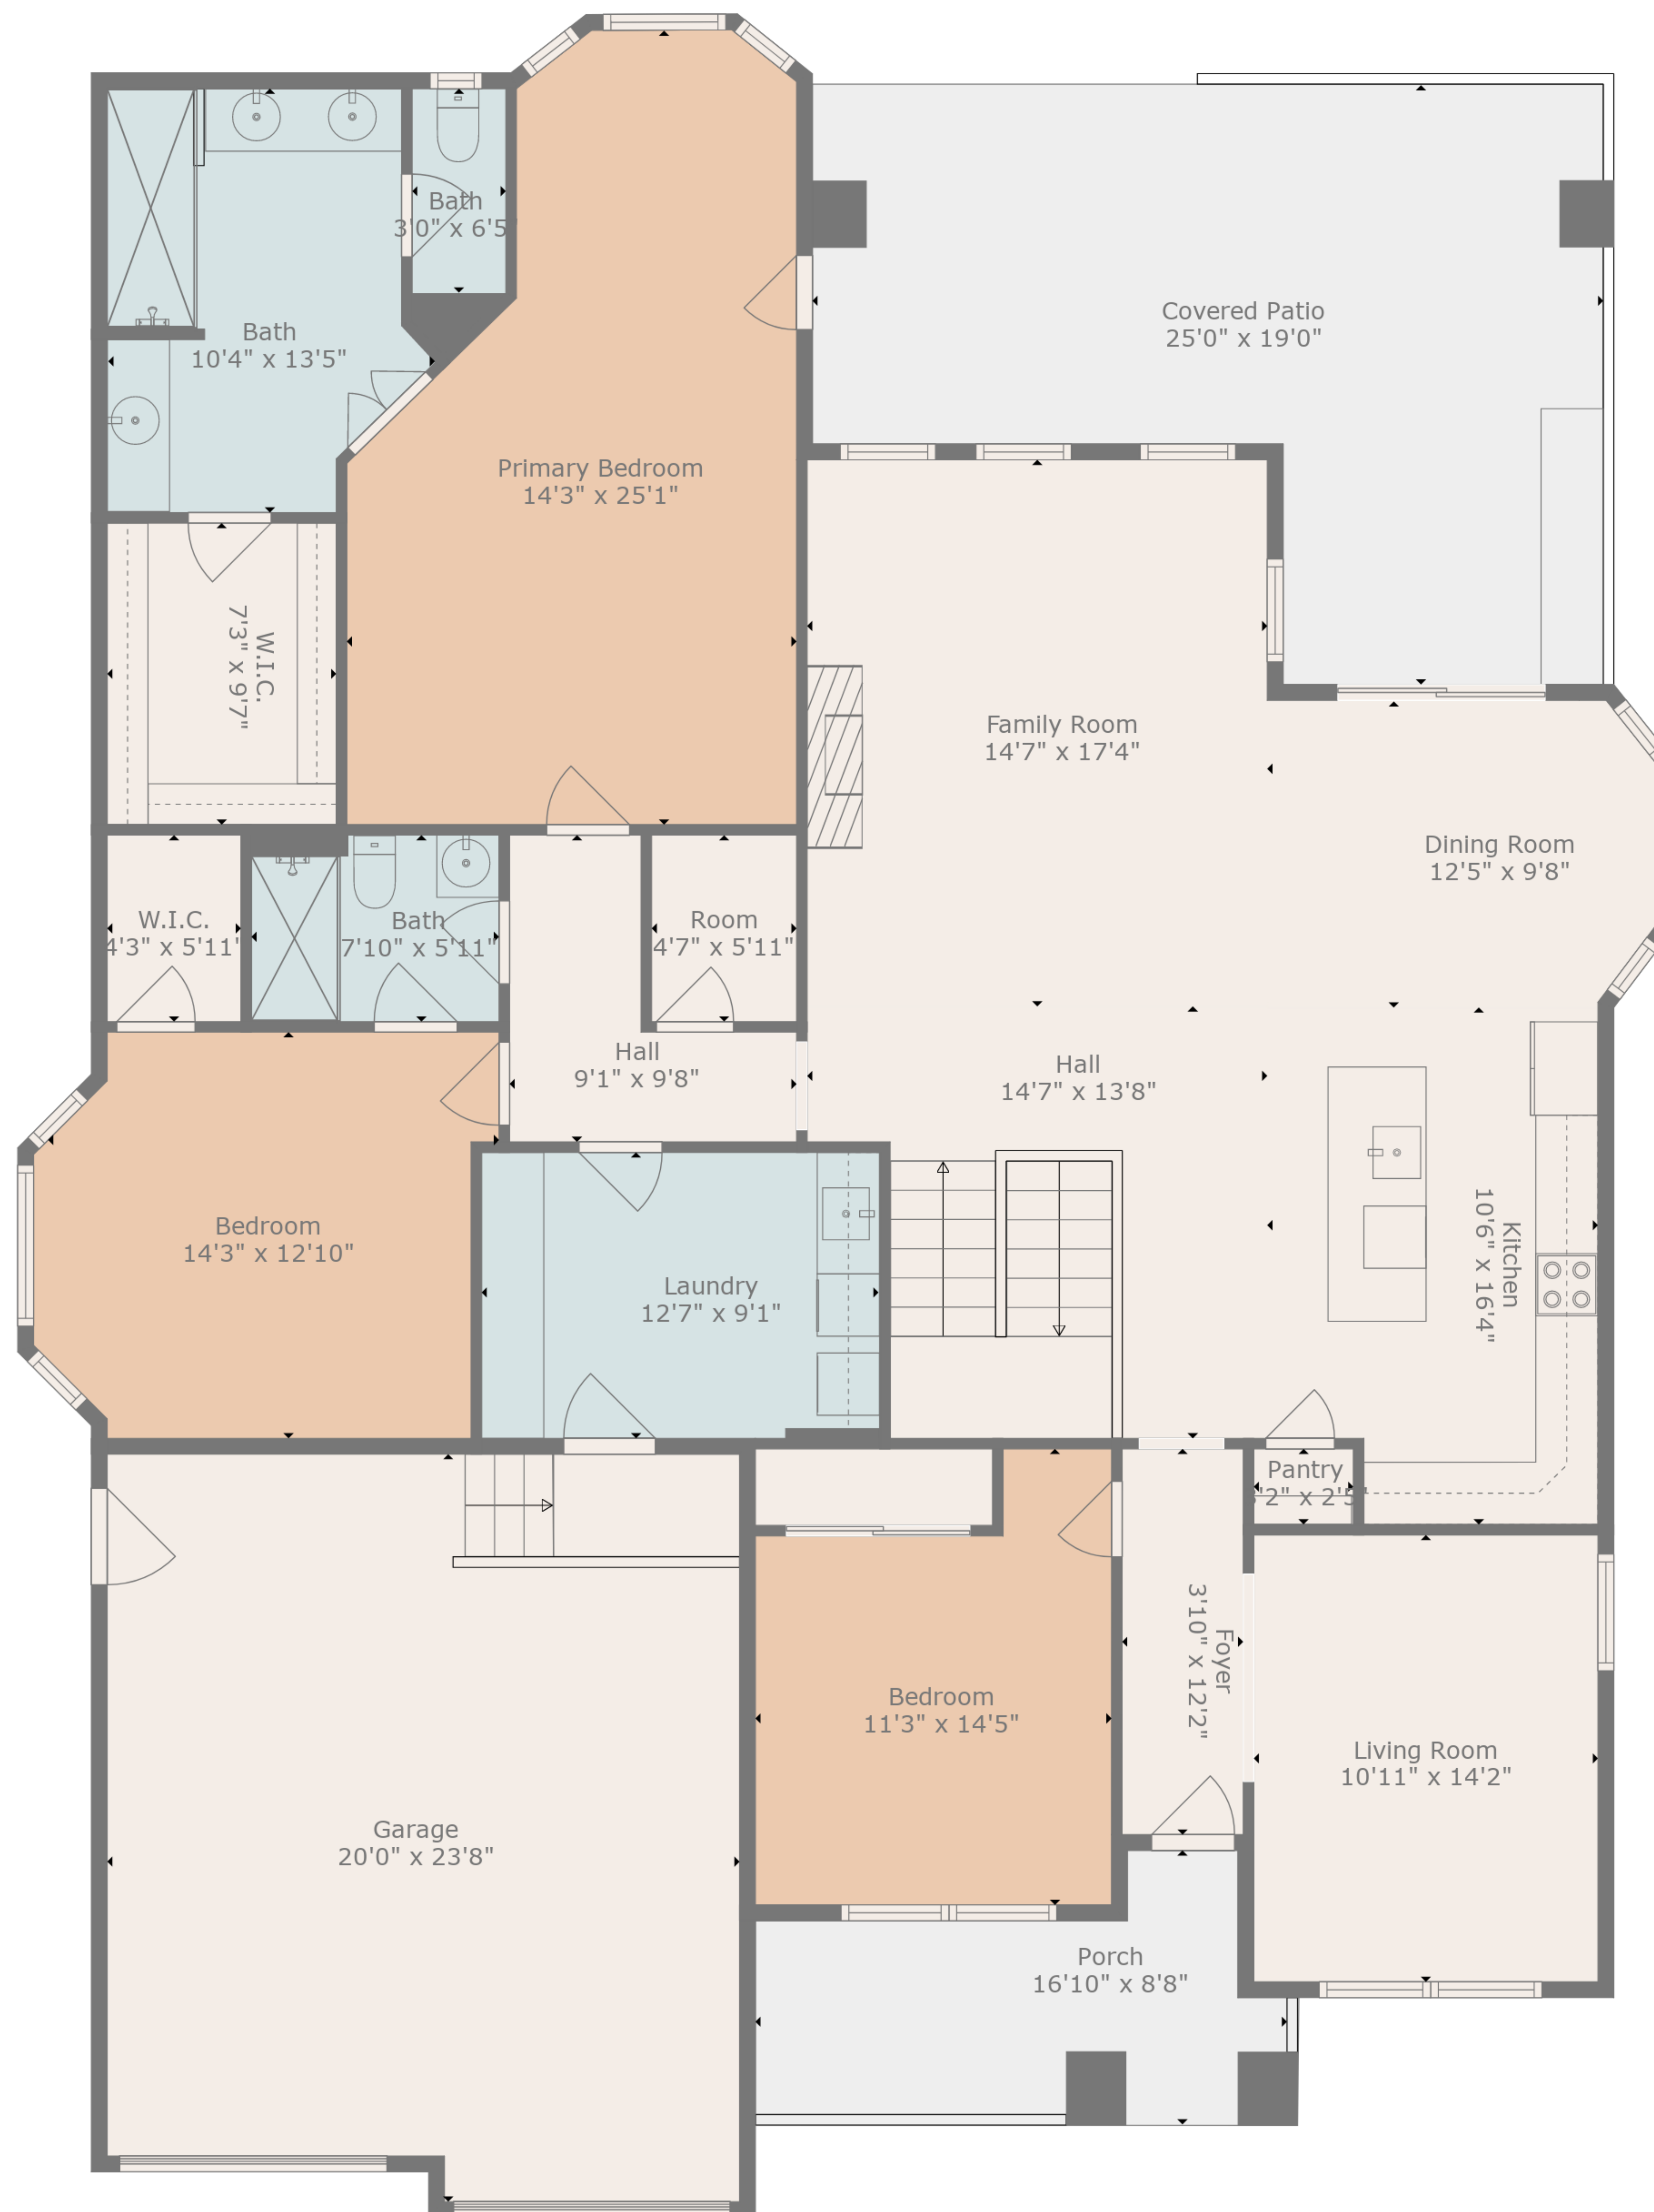 Bath
3'0" x 6'5
Covered Patio
25'0" x 19'0"
Bath
10'4" x 13'5"
Primary Bedroom
14'3" x 25'1"
W.I.C.
7'3" x 9'7"
Family Room
14'7" x 17'4"
Dining Room
12'5" x 9'8"
W.I.C.
4'3" x 5'11"
Bath
7'10" x 5'11"
Room
4'7" x 5'11"
Hall
9'1" x 9'8"
Hall
14'7" x 13'8"
Bedroom
14'3" x 12'10"
Laundry
12'7" x 9'1"
Kitchen
10'6" x 16'4"
Pantry
'2" x 2'5"
Foyer
3'10" x 12'2"
Bedroom
11'3" x 14'5"
Living Room
10'11" x 14'2"
Garage
20'0" x 23'8"
Porch
16'10" x 8'8"